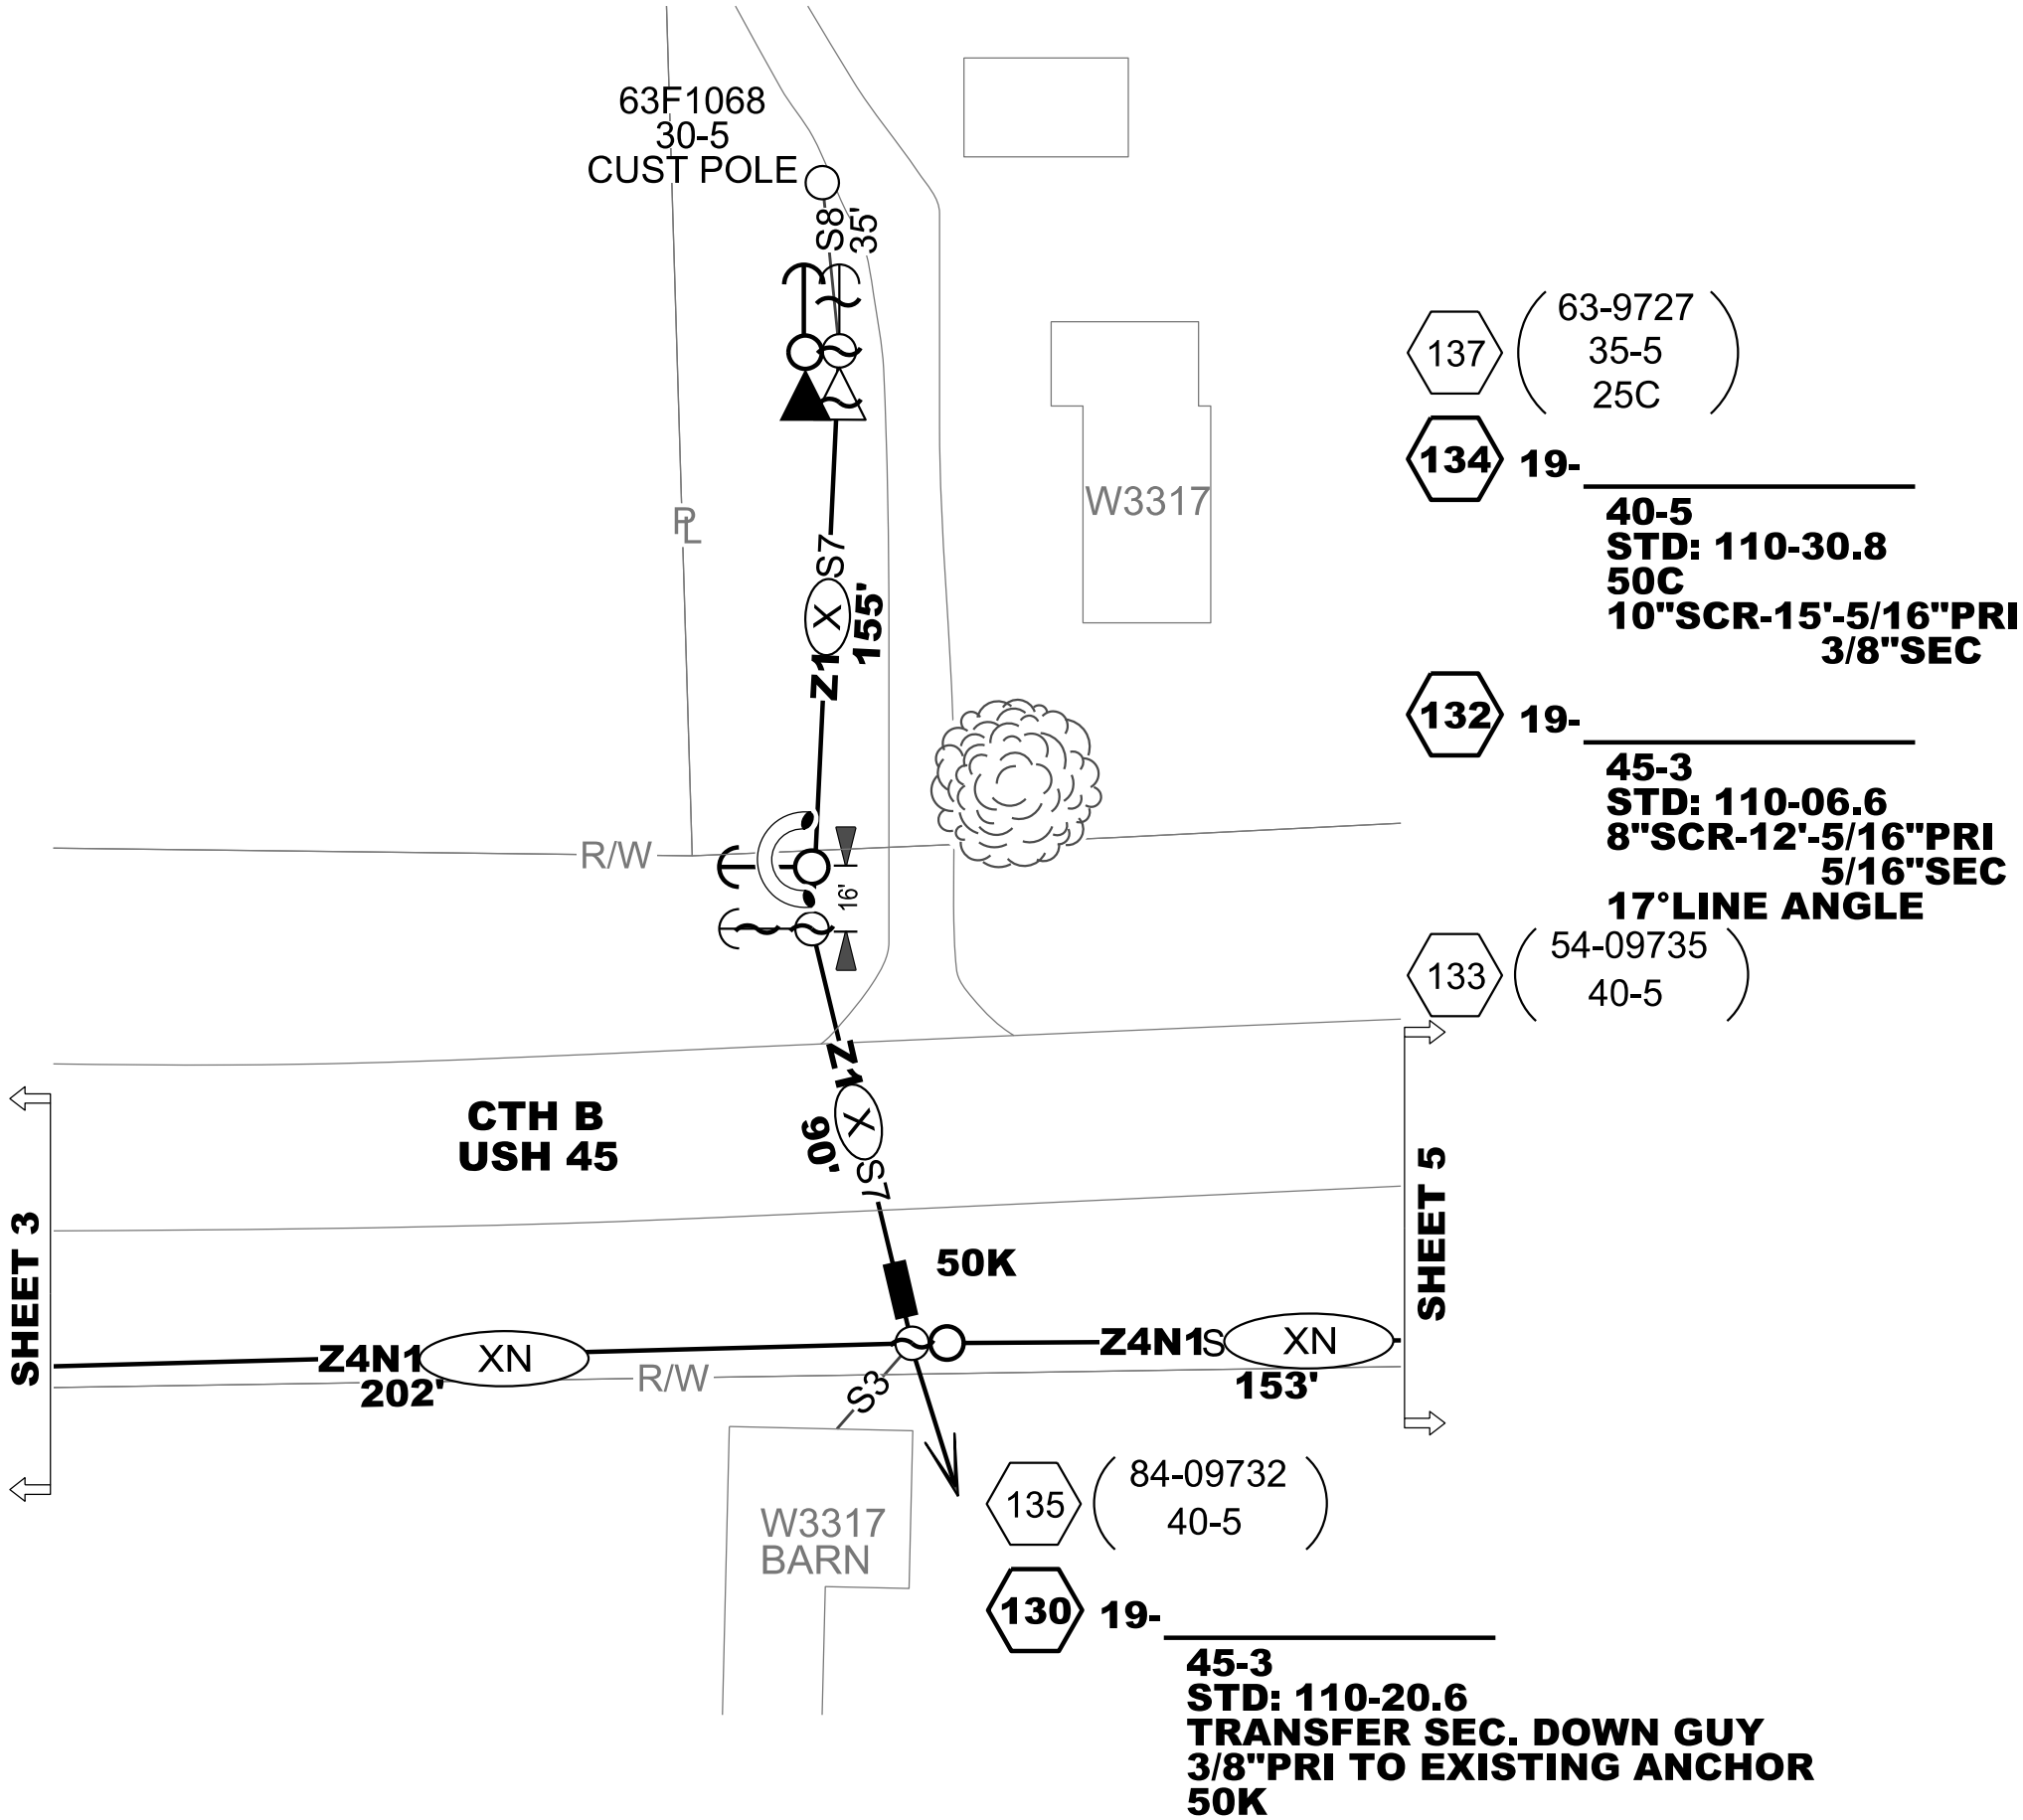 63F1068
30-5
CUST POLE
S8
35'
137
63-9727
35-5
25C
134 19-
40-5
STD: 110-30.8
50C
10"SCR-15'-5/16"PRI
3/8"SEC
W3317
PL
S7
X
Z1
155'
132 19-
45-3
STD: 110-06.6
8"SCR-12'-5/16"PRI
5/16"SEC
17°LINE ANGLE
R/W
16'
133
54-09735
40-5
Z1
X
S7
90'
CTH B
USH 45
SHEET 3
SHEET 5
50K
Z4N1 XN
202'
R/W
Z4N1S XN
153'
S3
W3317
BARN
135
84-09732
40-5
130 19-
45-3
STD: 110-20.6
TRANSFER SEC. DOWN GUY
3/8"PRI TO EXISTING ANCHOR
50K